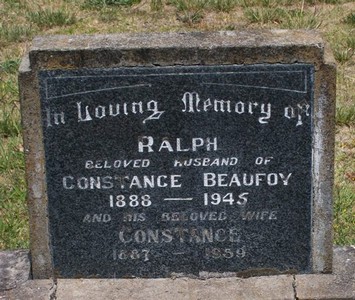 In Loving Memory of
RALPH
BELOVED HUSBAND OF
CONSTANCE BEAUFOY
1888 — 1945
AND HIS BELOVED WIFE
CONSTANCE
1887 — 1959